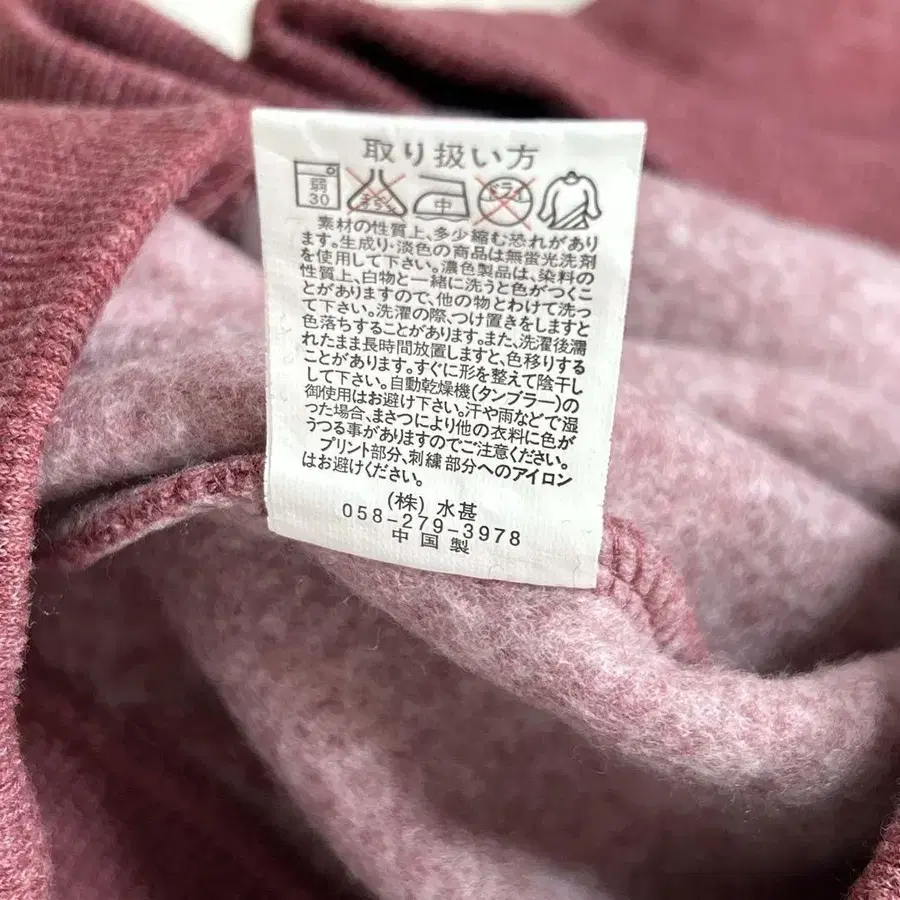 取り扱い方
弱 30 エンソサラシ 中 ドライ
素材の性質上、多少縮む恐れがあり
ます。生成り・淡色の商品は無蛍光洗剤
を使用して下さい。濃色製品は、染料の
性質上、白物と一緒に洗うと色がつくこ
とがありますので、他の物とわけて洗っ
て下さい。洗濯の際、つけ置きをしますと
色落ちすることがあります。また、洗濯後濡
れたまま長時間放置しますと、色移りする
ことがあります。すぐに形を整えて陰干し
して下さい。自動乾燥機(タンブラー)の
御使用はお避け下さい。汗や雨などで湿
った場合、まさつにより他の衣料に色が
うつる事がありますのでご注意ください。
プリント部分、刺繍部分へのアイロン
はお避けください。
(株)水甚
058-279-3978
中国製